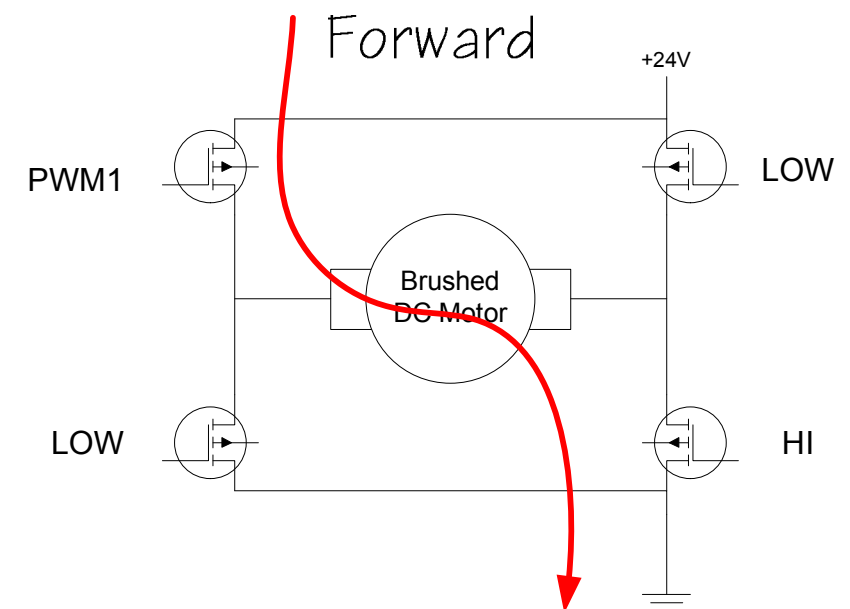 Forward
+24V
PWM1
LOW
Brushed
DC Motor
LOW
HI